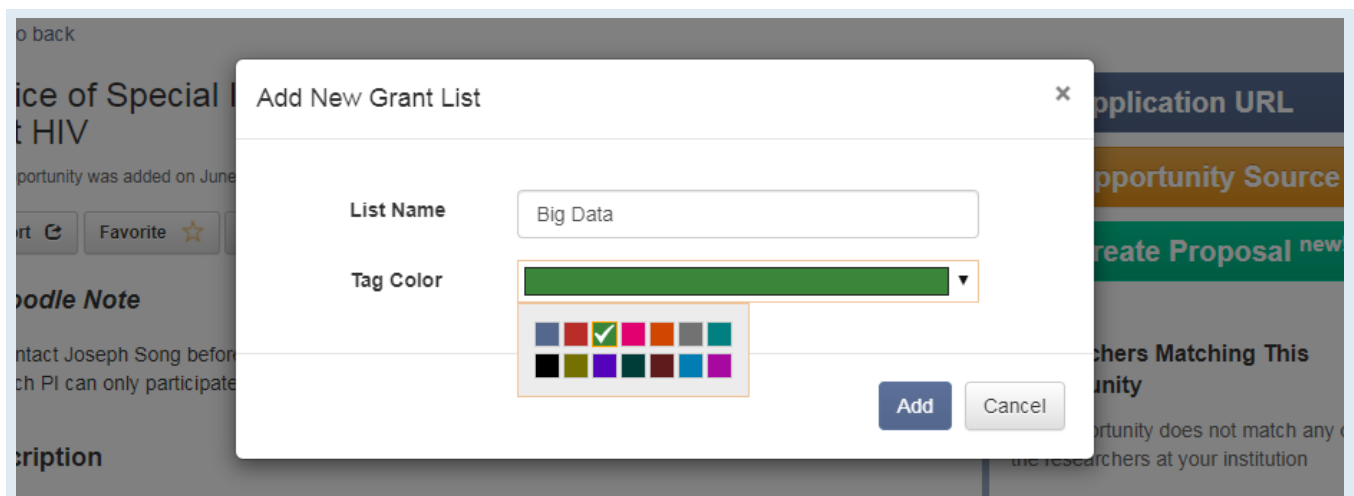 o back
ice of Special I
t HIV
portunity was added on June
rt
Favorite
oodle Note
ntact Joseph Song before
ch PI can only participate
cription
Add New Grant List
×
List Name
Big Data
Tag Color
▼
Add
Cancel
pplication URL
pportunity Source
reate Proposal new!
chers Matching This
unity
ortunity does not match any o
the researchers at your institution